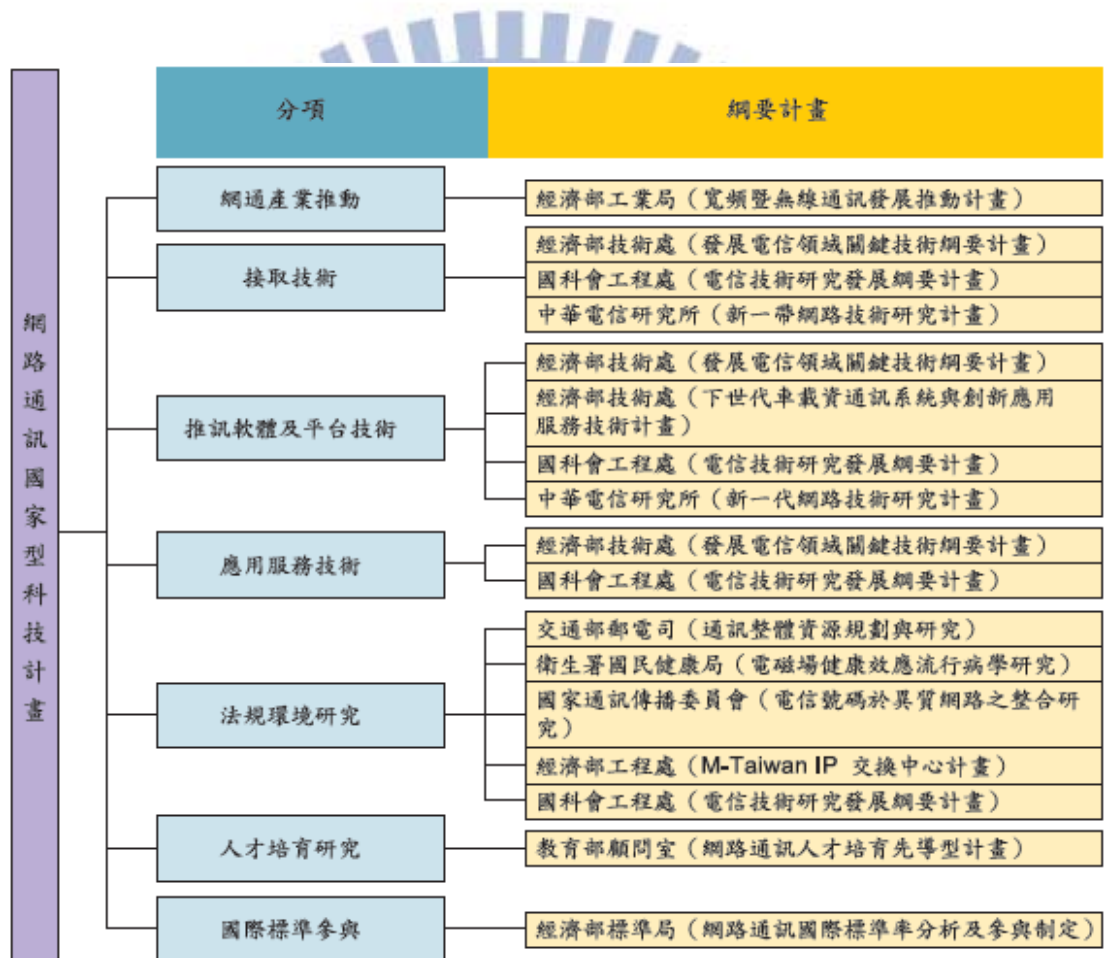 分項
綱要計畫
網路通訊國家型科技計畫
網通產業推動
經濟部工業局（寬頻暨無線通訊發展推動計畫）
接取技術
經濟部技術處（發展電信領域關鍵技術綱要計畫）
國科會工程處（電信技術研究發展綱要計畫）
中華電信研究所（新一帶網路技術研究計畫）
推訊軟體及平台技術
經濟部技術處（發展電信領域關鍵技術綱要計畫）
經濟部技術處（下世代車載資通訊系統與創新應用
服務技術計畫）
國科會工程處（電信技術研究發展綱要計畫）
中華電信研究所（新一代網路技術研究計畫）
應用服務技術
經濟部技術處（發展電信領域關鍵技術綱要計畫）
國科會工程處（電信技術研究發展綱要計畫）
法規環境研究
交通部郵電司（通訊整體資源規劃與研究）
衛生署國民健康局（電磁場健康效應流行病學研究）
國家通訊傳播委員會（電信號碼於異質網路之整合研
究）
經濟部工程處（M-Taiwan IP 交換中心計畫）
國科會工程處（電信技術研究發展綱要計畫）
人才培育研究
教育部顧問室（網路通訊人才培育先導型計畫）
國際標準參與
經濟部標準局（網路通訊國際標準率分析及參與制定）